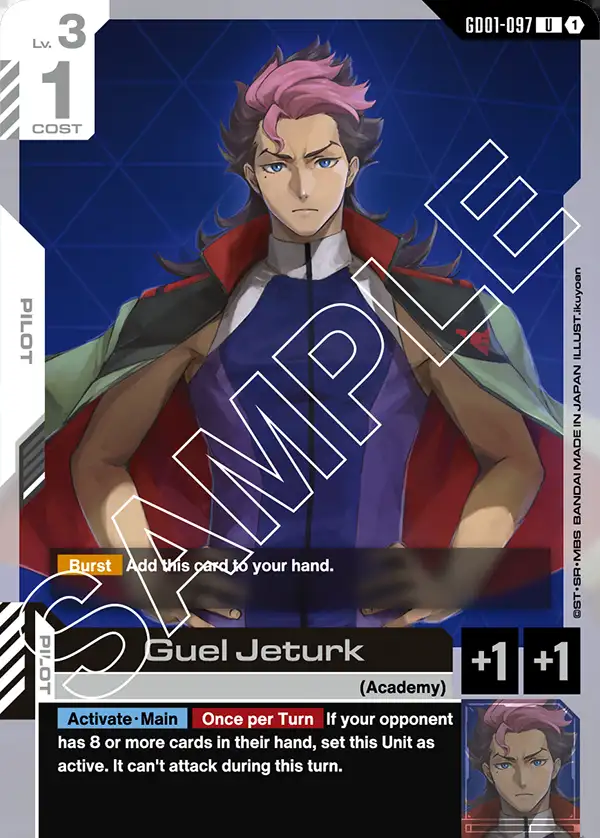 Lv. 3
1
COST
GD01-097 U 1
PILOT
SAMPLE
©ST・SR・MBS BANDAI MADE IN JAPAN ILLUST.ikuyoan
Burst Add this card to your hand.
PILOT
Guel Jeturk
+1 +1
(Academy)
Activate･Main Once per Turn If your opponent
has 8 or more cards in their hand, set this Unit as
active. It can't attack during this turn.